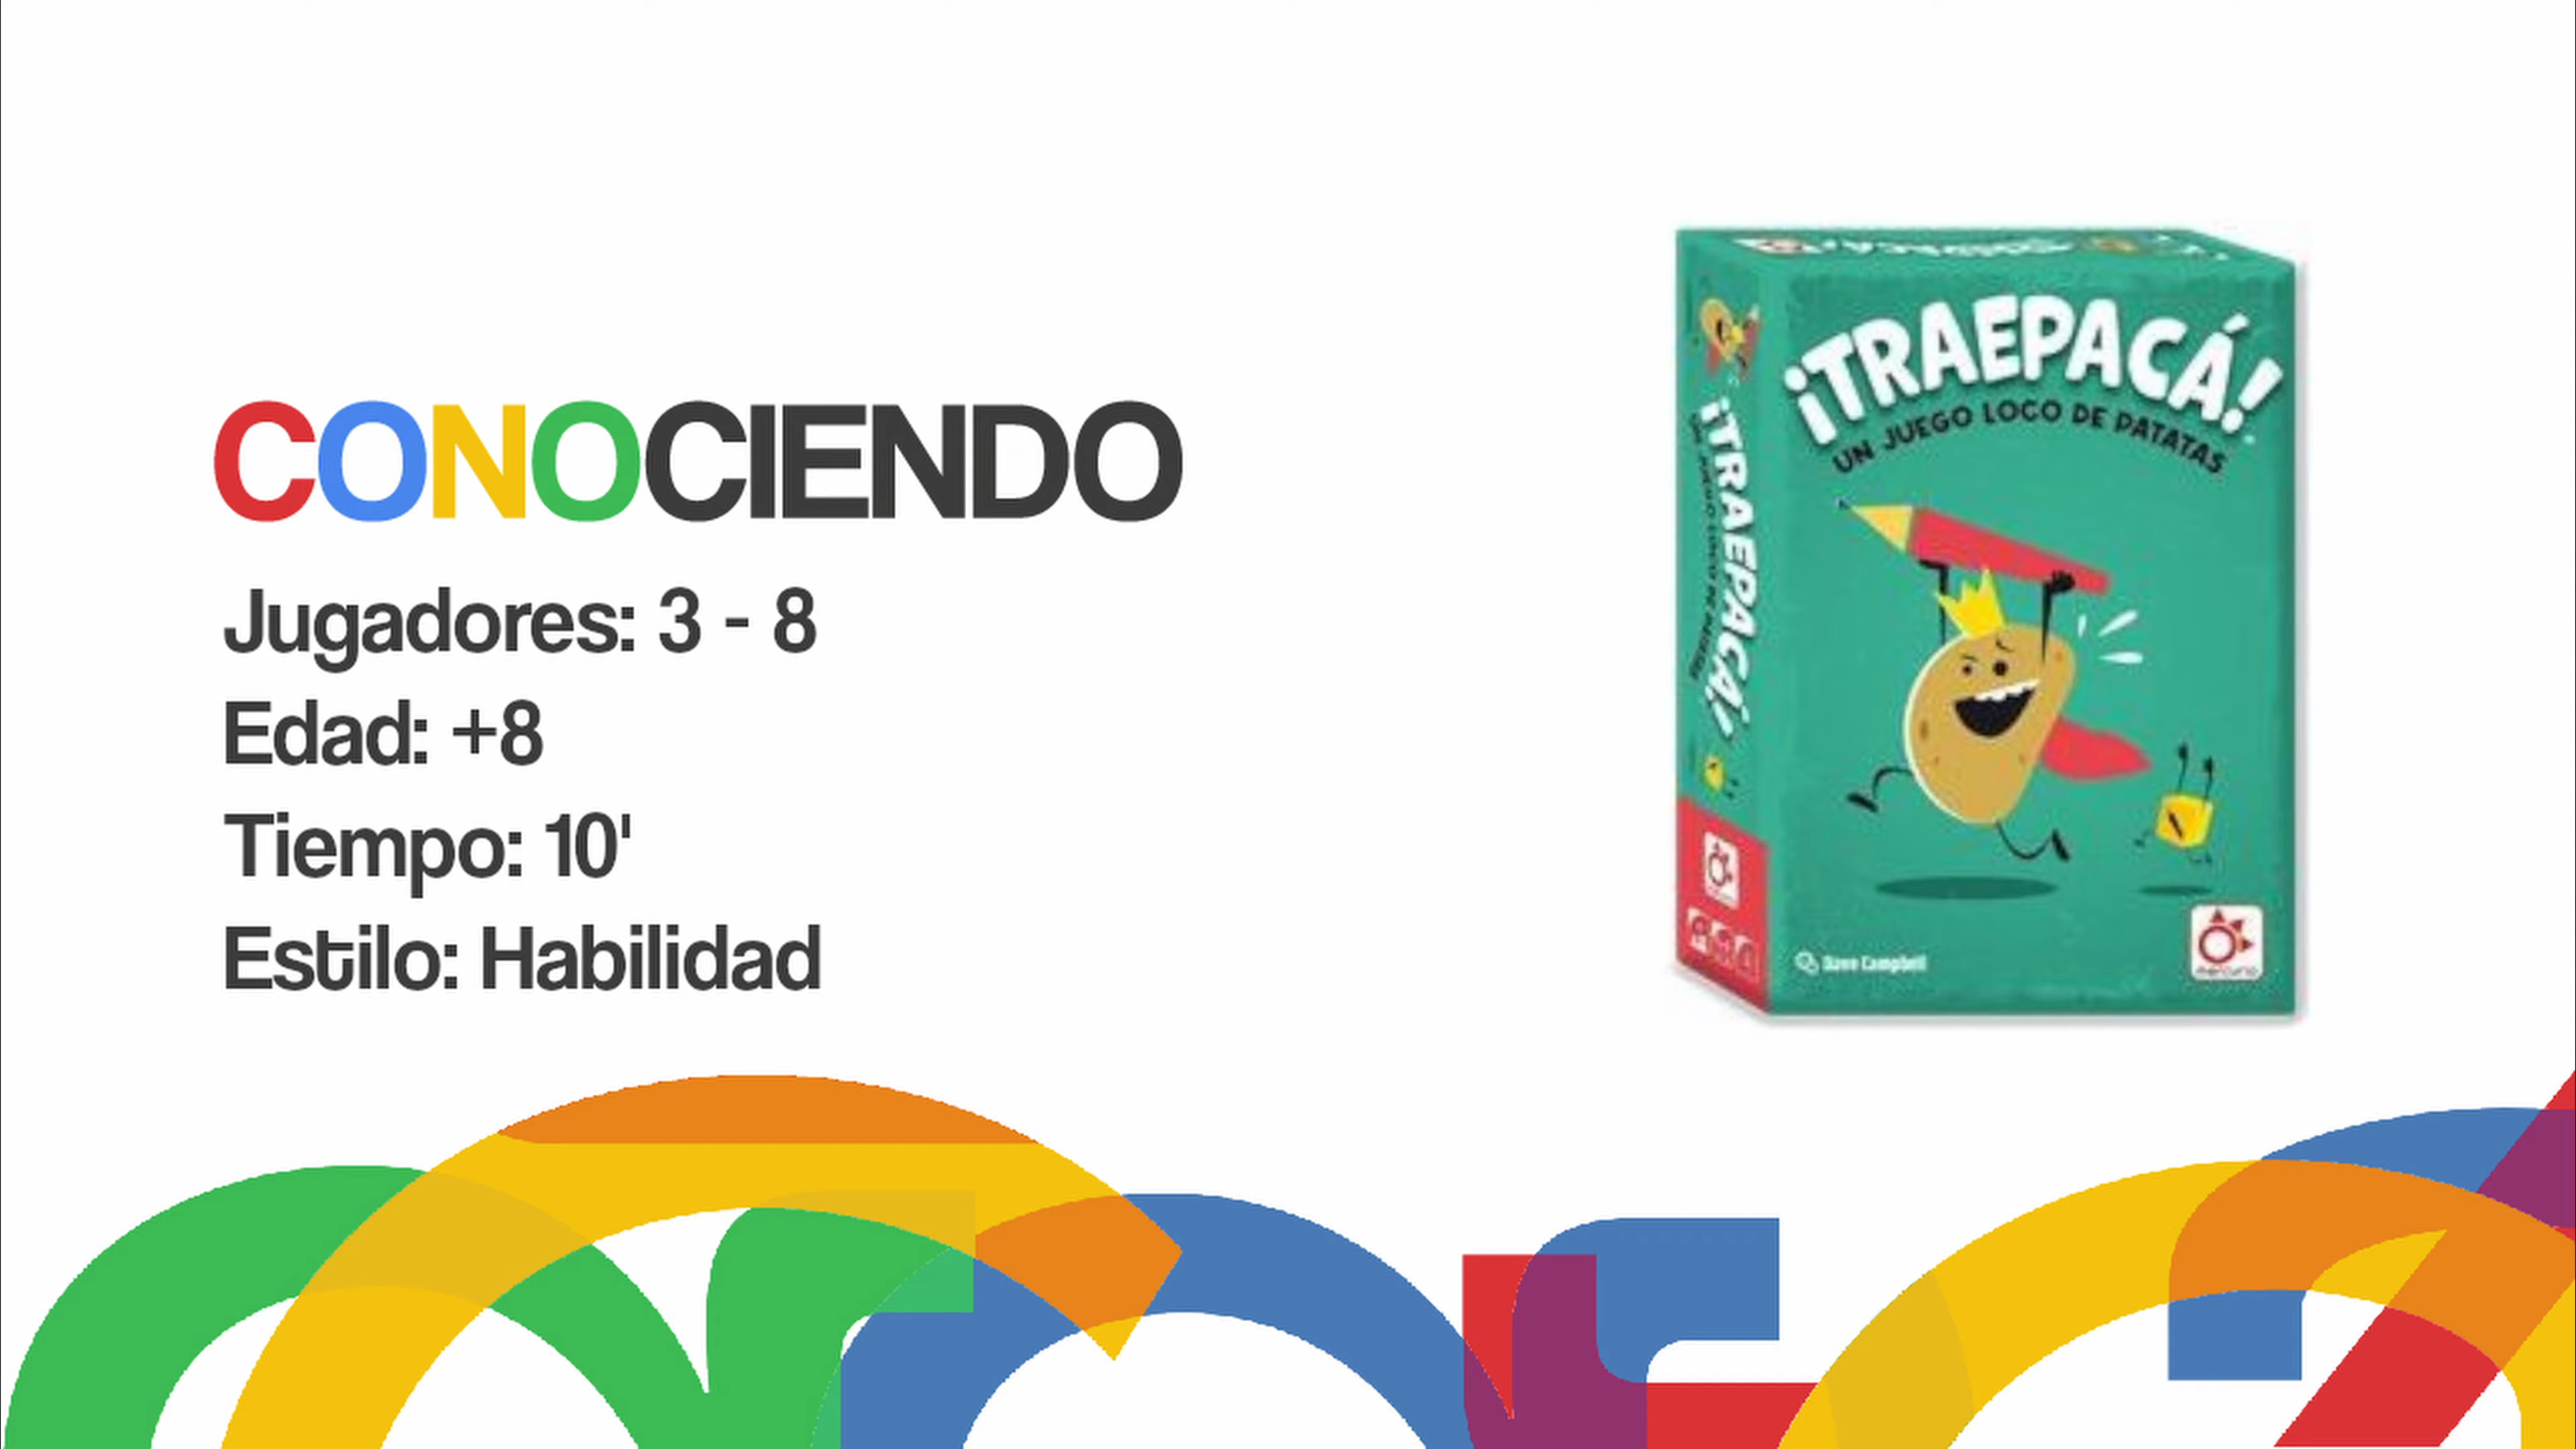 CONOCIENDO
Jugadores: 3 - 8
Edad: +8
Tiempo: 10'
Estilo: Habilidad
¡TRAEPACÁ!
UN JUEGO LOCO DE PATATAS
Dave Campbell
mercurio
¡TRAEPACÁ!